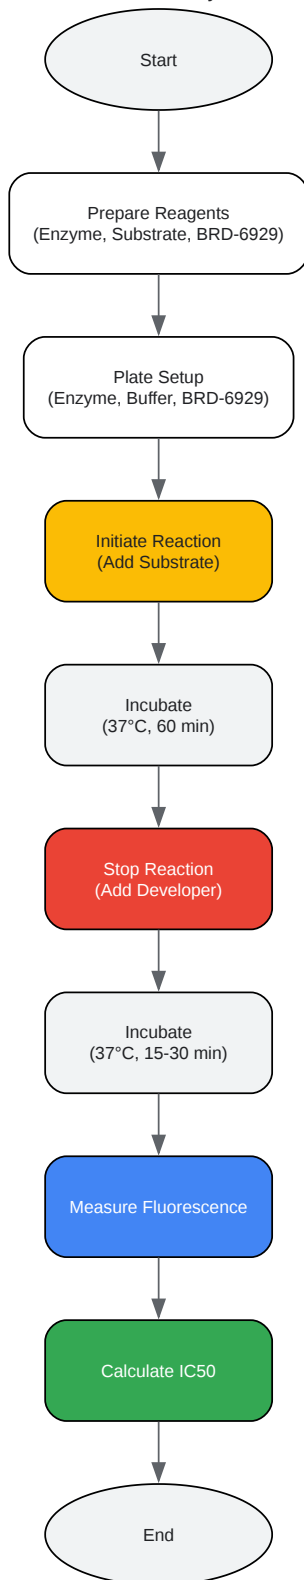 Start
Prepare Reagents
(Enzyme, Substrate, BRD-6929)
Plate Setup
(Enzyme, Buffer, BRD-6929)
Initiate Reaction
(Add Substrate)
Incubate
(37°C, 60 min)
Stop Reaction
(Add Developer)
Incubate
(37°C, 15-30 min)
Measure Fluorescence
Calculate IC50
End